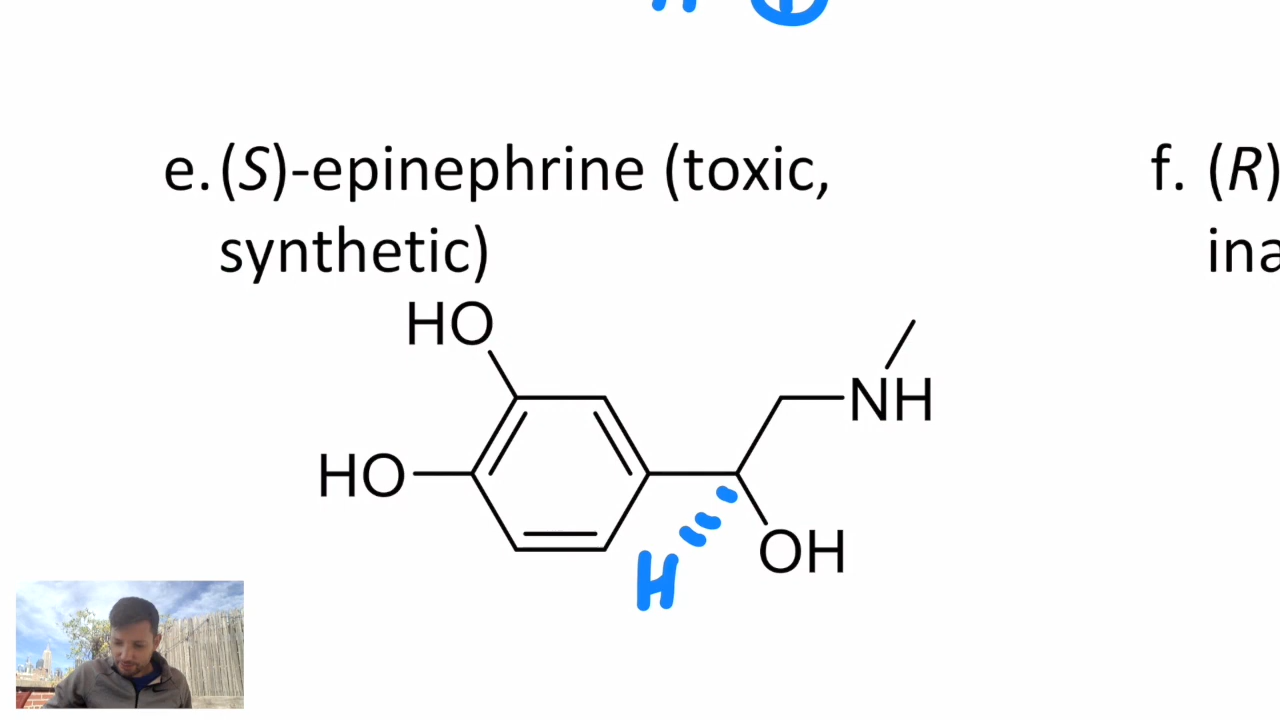 H
e. (S)-epinephrine (toxic,
synthetic)
f. (R)
ina
HO
NH
HO
OH
H